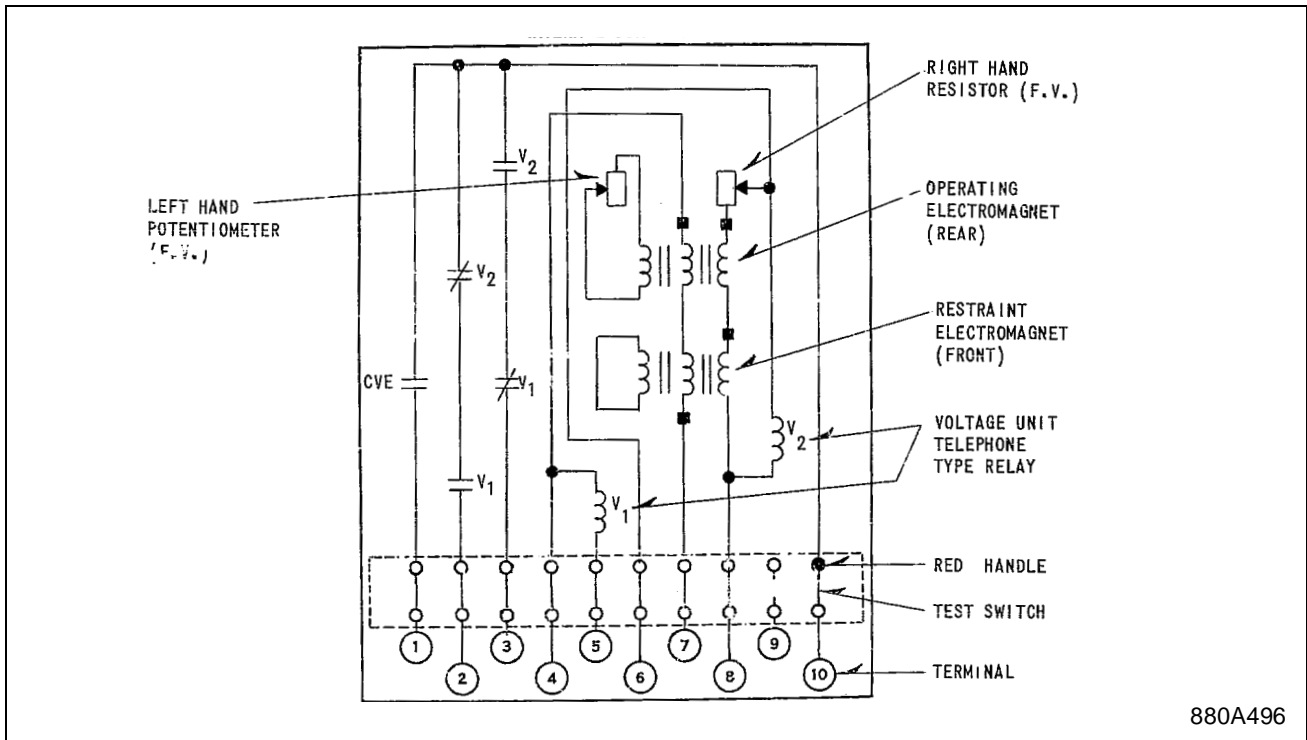 RIGHT HAND
RESISTOR (F.V.)
V2
OPERATING
ELECTROMAGNET
(REAR)
LEFT HAND
POTENTIOMETER
(F.V.)
V2
RESTRAINT
ELECTROMAGNET
(FRONT)
CVE
V1
VOLTAGE UNIT
TELEPHONE
TYPE RELAY
V2
V1
V1
RED HANDLE
TEST SWITCH
1
2
3
4
5
6
7
8
9
10
TERMINAL
880A496